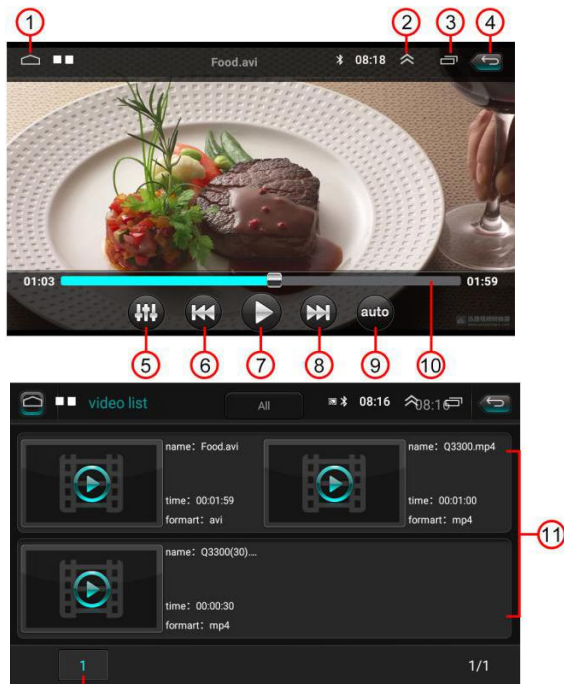 1 2 3 4
Food.avi 08:18
01:03 01:59
auto
5 6 7 8 9 10
video list All 08:16 08:16
name: Food.avi name: Q3300.mp4
time: 00:01:59 time: 00:01:00
formart: avi formart: mp4
11
name: Q3300(30)....
time: 00:00:30
formart: mp4
1 1/1